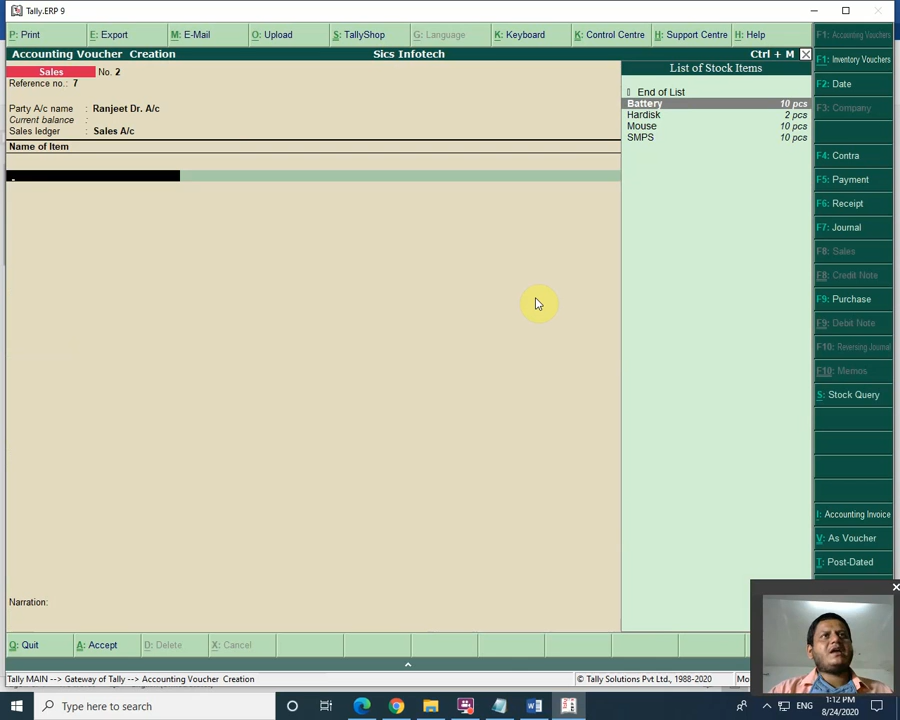 Tally.ERP 9
P: Print
E: Export
M: E-Mail
O: Upload
S: TallyShop
G: Language
K: Keyboard
K: Control Centre
H: Support Centre
H: Help
F1: Accounting Vouchers
Accounting Voucher Creation
Sics Infotech
Ctrl + M
Sales
No. 2
Reference no.: 7
Party A/c name : Ranjeet Dr. A/c
Current balance :
Sales ledger : Sales A/c
Name of Item
List of Stock Items
End of List
Battery 10 pcs
Hardisk 2 pcs
Mouse 10 pcs
SMPS 10 pcs
F1: Inventory Vouchers
F2: Date
F3: Company
F4: Contra
F5: Payment
F6: Receipt
F7: Journal
F8: Sales
F8: Credit Note
F9: Purchase
F9: Debit Note
F10: Reversing Journal
F10: Memos
S: Stock Query
I: Accounting Invoice
V: As Voucher
T: Post-Dated
Narration:
Q: Quit
A: Accept
D: Delete
X: Cancel
Tally MAIN --> Gateway of Tally --> Accounting Voucher Creation
© Tally Solutions Pvt Ltd., 1988-2020
Mo
Type here to search
ENG
1:12 PM
8/24/2020